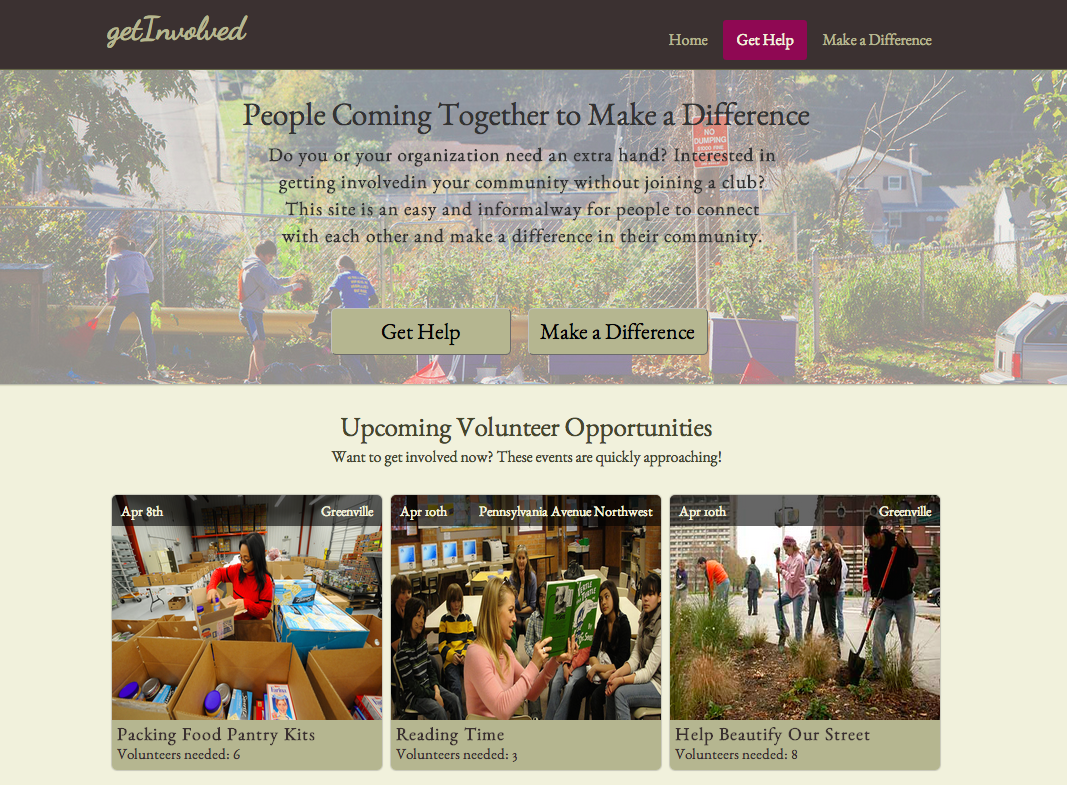 getInvolved
Home Get Help Make a Difference
People Coming Together to Make a Difference
NO
DUMPING
Do you or your organization need an extra hand? Interested in
getting involvedin your community without joining a club?
This site is an easy and informalway for people to connect
with each other and make a difference in their community.
Get Help Make a Difference
Upcoming Volunteer Opportunities
Want to get involved now? These events are quickly approaching!
Apr 8th Greenville
Apr 10th Pennsylvania Avenue Northwest
Apr 10th Greenville
Packing Food Pantry Kits
Volunteers needed: 6
Reading Time
Volunteers needed: 3
Help Beautify Our Street
Volunteers needed: 8